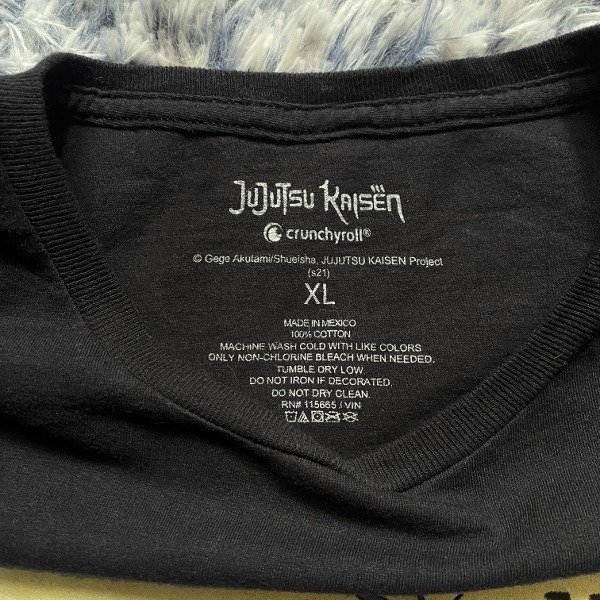 JUJUTSU KAISEN
crunchyroll®
© Gege Akutami/Shueisha, JUJUTSU KAISEN Project
(s21)
XL
MADE IN MEXICO
100% COTTON
MACHINE WASH COLD WITH LIKE COLORS
ONLY NON-CHLORINE BLEACH WHEN NEEDED.
TUMBLE DRY LOW.
DO NOT IRON IF DECORATED.
DO NOT DRY CLEAN.
RN# 115665 / VIN